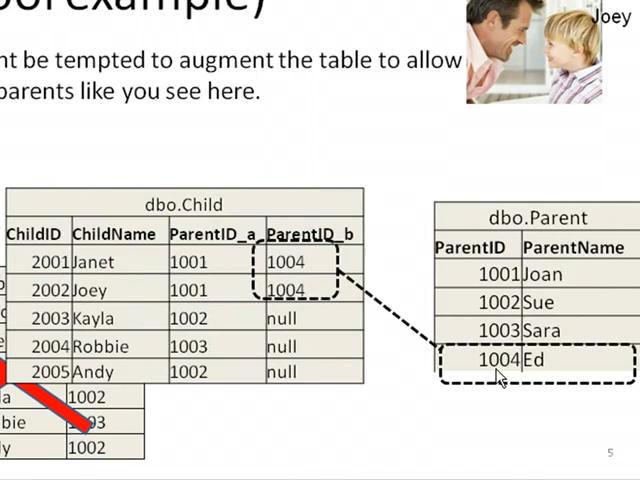 ool example)
Joey
nt be tempted to augment the table to allow
parents like you see here.
dbo.Child
ChildID ChildName ParentID_a ParentID_b
2001 Janet 1001 1004
2002 Joey 1001 1004
2003 Kayla 1002 null
2004 Robbie 1003 null
2005 Andy 1002 null
dbo.Parent
ParentID ParentName
1001 Joan
1002 Sue
1003 Sara
1004 Ed
la 1002
bie
ly 1002
5